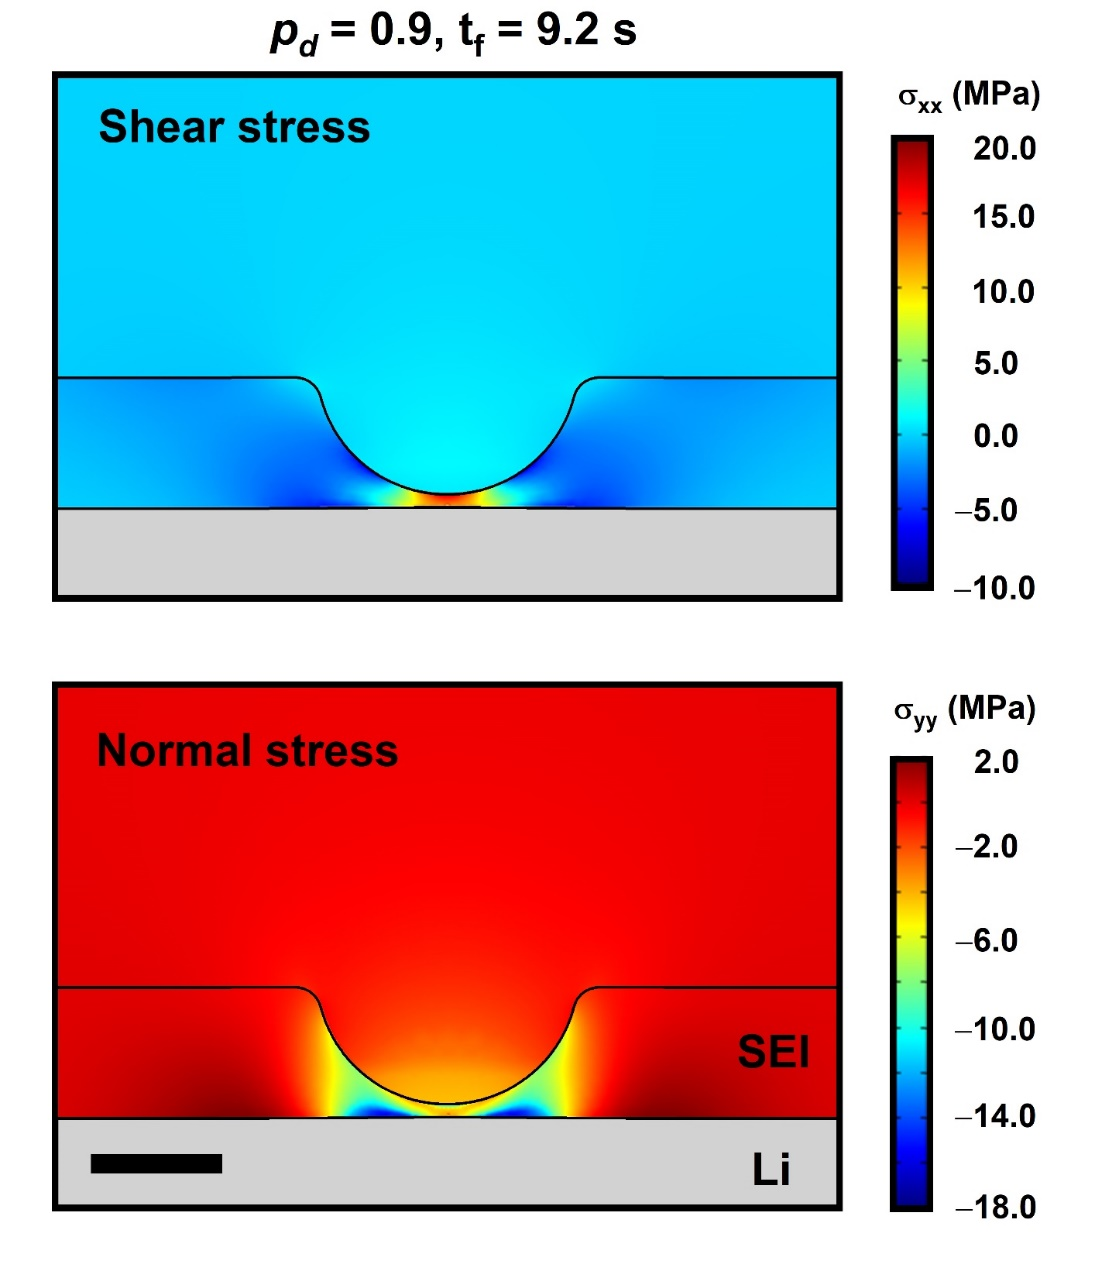 p_d = 0.9, t_f = 9.2 s
Shear stress
σ_xx (MPa)
20.0
15.0
10.0
5.0
0.0
−5.0
−10.0
Normal stress
SEI
Li
σ_yy (MPa)
2.0
−2.0
−6.0
−10.0
−14.0
−18.0